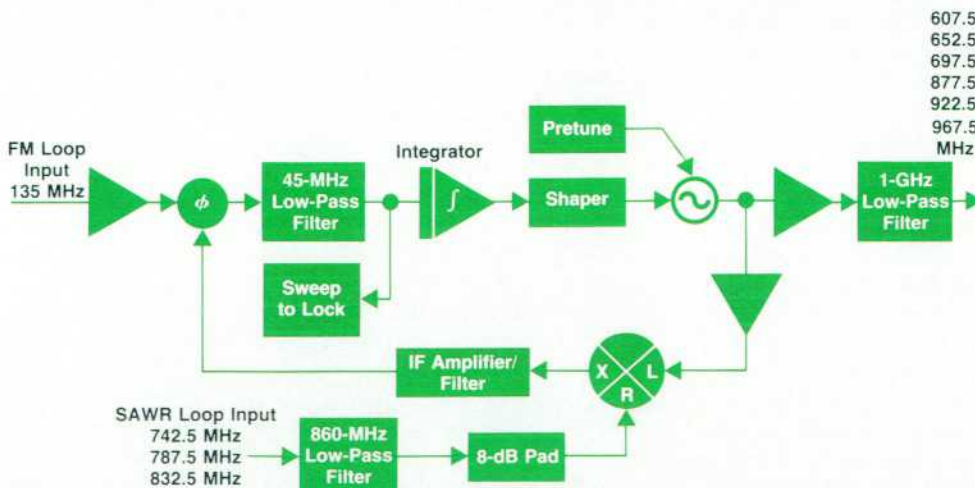 607.5
652.5
697.5
877.5
922.5
967.5
MHz
FM Loop
Input
135 MHz
ϕ
45-MHz
Low-Pass
Filter
Integrator
∫
Pretune
Shaper
1-GHz
Low-Pass
Filter
Sweep
to Lock
IF Amplifier/
Filter
X L
R
SAWR Loop Input
742.5 MHz
787.5 MHz
832.5 MHz
860-MHz
Low-Pass
Filter
8-dB Pad